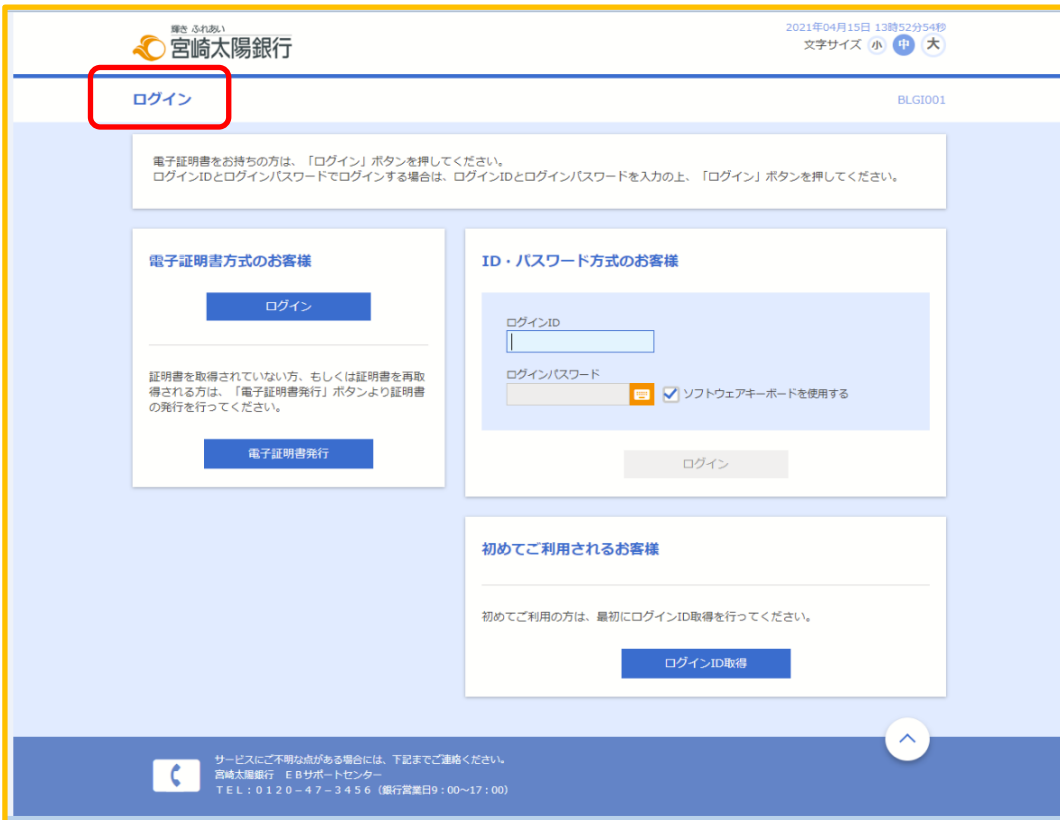 輝き ふれあい
宮崎太陽銀行
2021年04月15日 13時52分54秒
文字サイズ 小 中 大
ログイン
BLGI001
電子証明書をお持ちの方は、「ログイン」ボタンを押してください。
ログインIDとログインパスワードでログインする場合は、ログインIDとログインパスワードを入力の上、「ログイン」ボタンを押してください。
電子証明書方式のお客様
ログイン
証明書を取得されていない方、もしくは証明書を再取
得される方は、「電子証明書発行」ボタンより証明書
の発行を行ってください。
電子証明書発行
ID・パスワード方式のお客様
ログインID
ログインパスワード
ソフトウェアキーボードを使用する
ログイン
初めてご利用されるお客様
初めてご利用の方は、最初にログインID取得を行ってください。
ログインID取得
サービスにご不明な点がある場合には、下記までご連絡ください。
宮崎太陽銀行　ＥＢサポートセンター
ＴＥＬ：０１２０－４７－３４５６（銀行営業日9：00～17：00）